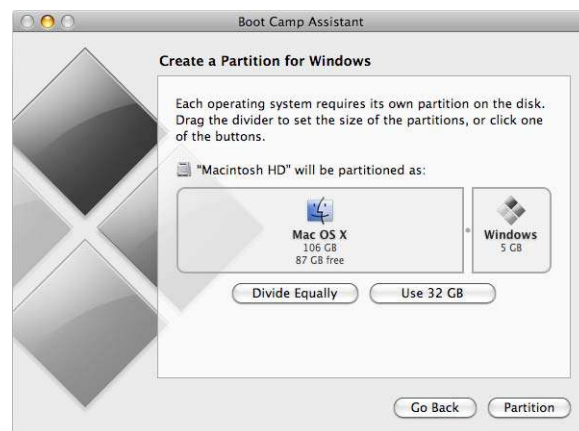 Boot Camp Assistant
Create a Partition for Windows
Each operating system requires its own partition on the disk.
Drag the divider to set the size of the partitions, or click one
of the buttons.
"Macintosh HD" will be partitioned as:
Mac OS X
106 GB
87 GB free
Windows
5 GB
Divide Equally
Use 32 GB
Go Back
Partition